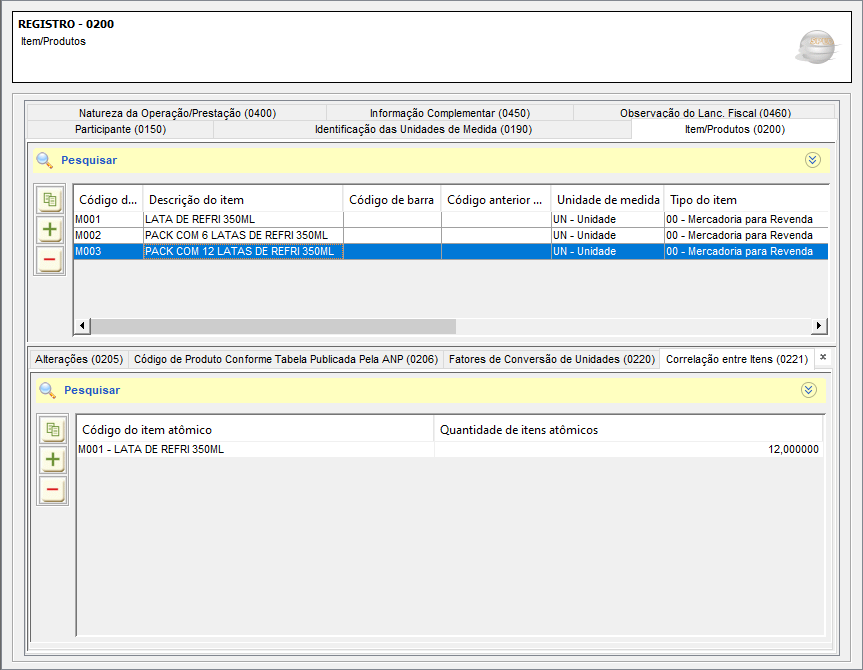 REGISTRO - 0200
Item/Produtos
Natureza da Operação/Prestação (0400) Informação Complementar (0450) Observação do Lanc. Fiscal (0460)
Participante (0150) Identificação das Unidades de Medida (0190) Item/Produtos (0200)
Pesquisar
Código d... Descrição do item Código de barra Código anterior ... Unidade de medida Tipo do item
M001 LATA DE REFRI 350ML UN - Unidade 00 - Mercadoria para Revenda
M002 PACK COM 6 LATAS DE REFRI 350ML UN - Unidade 00 - Mercadoria para Revenda
M003 PACK COM 12 LATAS DE REFRI 350ML UN - Unidade 00 - Mercadoria para Revenda
Alterações (0205) Código de Produto Conforme Tabela Publicada Pela ANP (0206) Fatores de Conversão de Unidades (0220) Correlação entre Itens (0221) ×
Pesquisar
Código do item atômico Quantidade de itens atômicos
M001 - LATA DE REFRI 350ML 12,000000